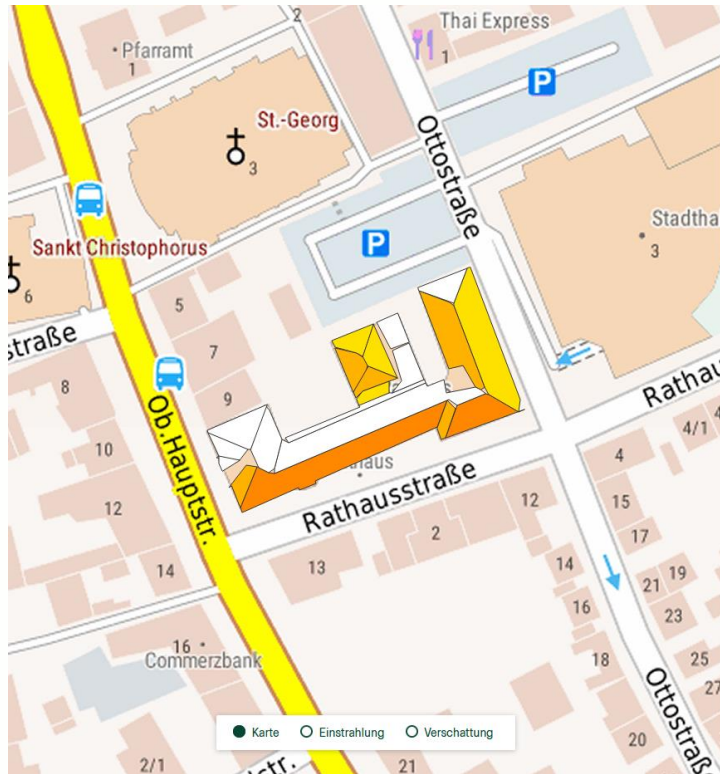 2
Thai Express
1
Pfarramt
1
P
St.-Georg
3
Ottostraße
Stadtha
3
P
Sankt Christophorus
6
5
straße
7
9
8
Rathau
4/1
4
10
haus
Rathausstraße
12
2
12
15
17
Ob.Hauptstr.
14
13
14
21
19
16
23
16
Commerzbank
18
25
27
Ottostraß
20
2/1
str.
21
Karte
Einstrahlung
Verschattung